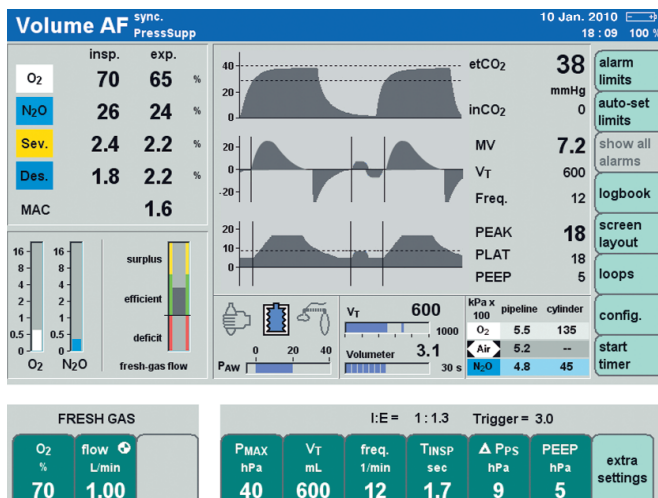 Volume AF sync. PressSupp
10 Jan. 2010
18 : 09 100 %
insp. exp.
O2 70 65 %
N2O 26 24 %
Sev. 2.4 2.2 %
Des. 1.8 2.2 %
MAC 1.6
40
20
0
etCO2 38
mmHg
inCO2 0
20
-20
MV 7.2
VT 600
Freq. 12
20
10
0
PEAK 18
PLAT 18
PEEP 5
alarm limits
auto-set limits
show all alarms
logbook
screen layout
loops
config.
start timer
16
8
4
2
1
0.5
0
O2
16
8
4
2
1
0.5
0
N2O
surplus
efficient
deficit
fresh-gas flow
0 20 40
PAW
VT 600
1000
Volumeter 3.1
30 s
kPa x 100 pipeline cylinder
O2 5.5 135
Air 5.2 --
N2O 4.8 45
FRESH GAS
O2 % 70
flow L/min 1.00
I:E = 1 : 1.3 Trigger = 3.0
PMAX hPa 40
VT mL 600
freq. 1/min 12
TINSP sec 1.7
Δ PPS hPa 9
PEEP hPa 5
extra settings